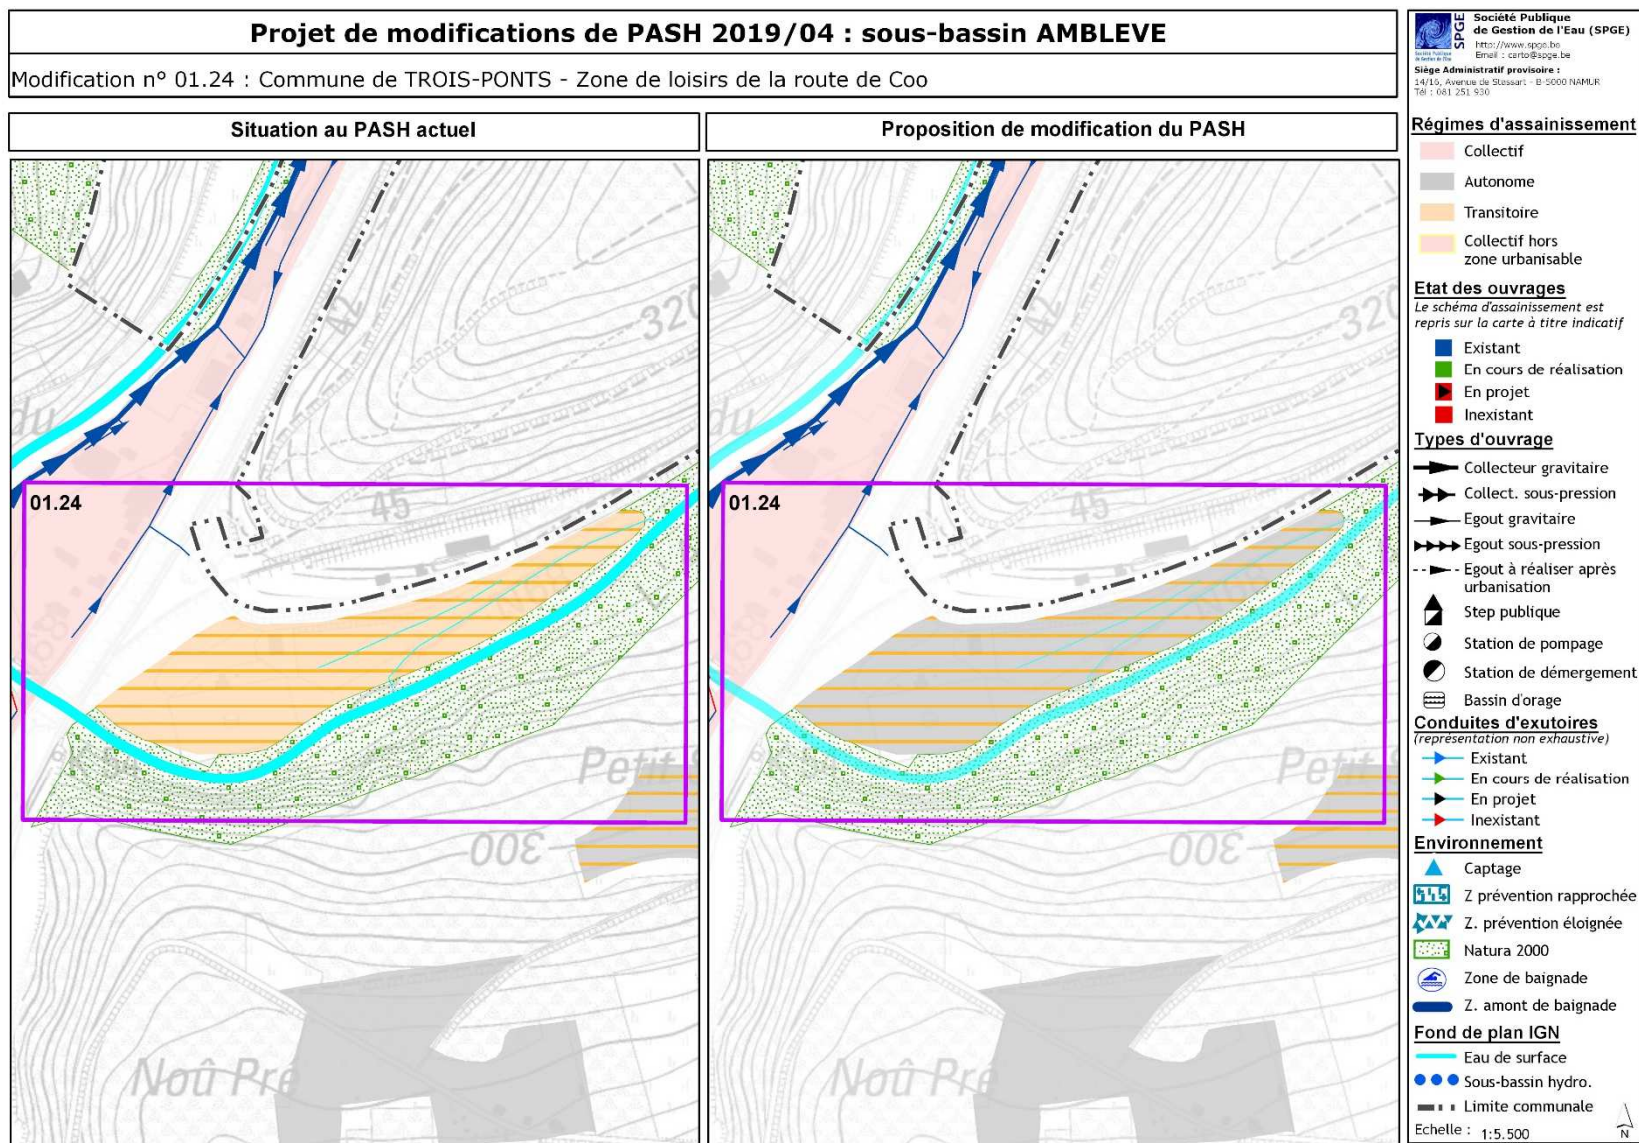 Projet de modifications de PASH 2019/04 : sous-bassin AMBLEVE
Modification n° 01.24 : Commune de TROIS-PONTS - Zone de loisirs de la route de Coo
Situation au PASH actuel
42
320
01.24
45
Petit
300
Noû Pré
Proposition de modification du PASH
42
320
01.24
45
Petit
300
Noû Pré
SPGE
Société Publique
de Gestion de l'Eau (SPGE)
http://www.spge.be
Email : carto@spge.be
Siège Administratif provisoire :
14/16, Avenue de Stassart - B-5000 NAMUR
Tél : 081 251 930
Régimes d'assainissement
Collectif
Autonome
Transitoire
Collectif hors
zone urbanisable
Etat des ouvrages
Le schéma d'assainissement est
repris sur la carte à titre indicatif
Existant
En cours de réalisation
En projet
Inexistant
Types d'ouvrage
Collecteur gravitaire
Collect. sous-pression
Egout gravitaire
Egout sous-pression
Egout à réaliser après
urbanisation
Step publique
Station de pompage
Station de démergement
Bassin d'orage
Conduites d'exutoires
(représentation non exhaustive)
Existant
En cours de réalisation
En projet
Inexistant
Environnement
Captage
Z prévention rapprochée
Z. prévention éloignée
Natura 2000
Zone de baignade
Z. amont de baignade
Fond de plan IGN
Eau de surface
Sous-bassin hydro.
Limite communale
Echelle : 1:5.500
N